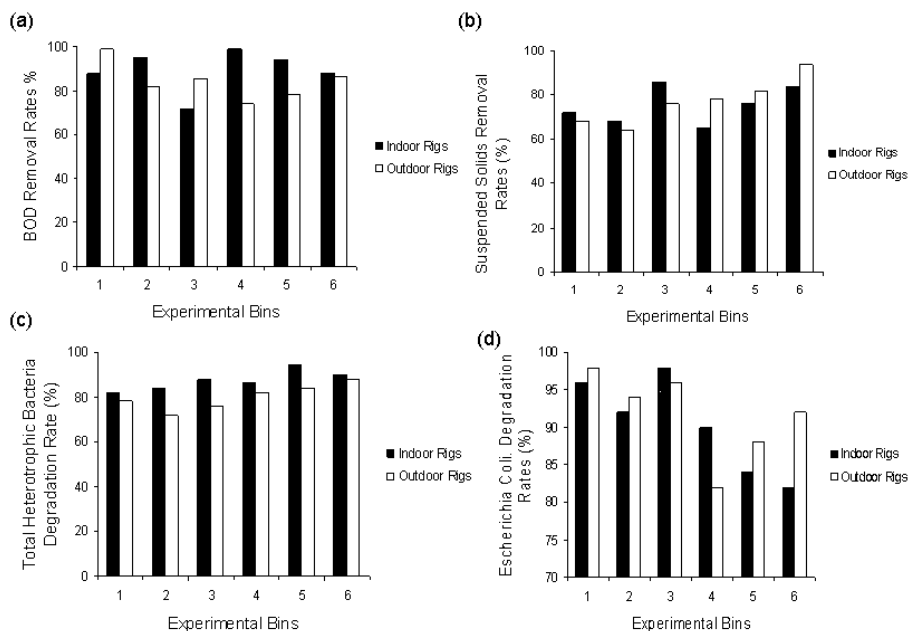 (a)
BOD Removal Rates %
100
80
60
40
20
0
1 2 3 4 5 6
Experimental Bins
Indoor Rigs
Outdoor Rigs
(b)
Suspended Solids Removal
Rates (%)
100
80
60
40
20
0
1 2 3 4 5 6
Experimental Bins
Indoor Rigs
Outdoor Rigs
(c)
Total Heterotrophic Bacteria
Degradation Rate (%)
100
80
60
40
20
0
1 2 3 4 5 6
Experimental Bins
Indoor Rigs
Outdoor Rigs
(d)
Escherichia Coli. Degradation
Rates (%)
100
95
90
85
80
75
70
1 2 3 4 5 6
Experimental Bins
Indoor Rigs
Outdoor Rigs